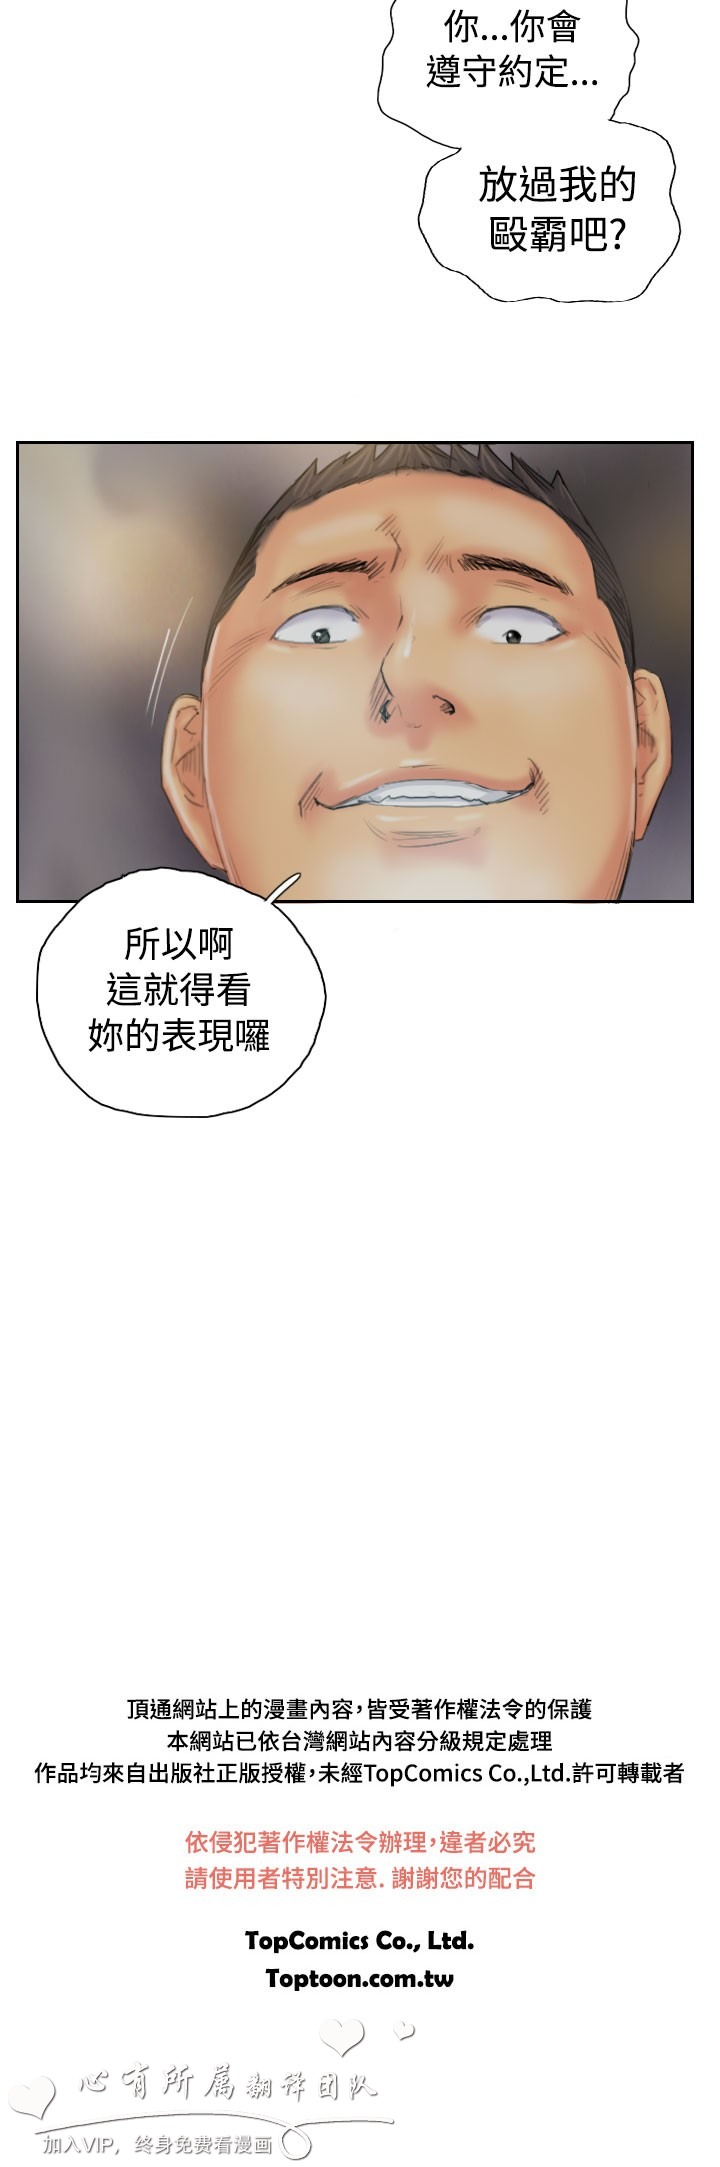 你...你會
遵守約定...
放過我的
毆霸吧?
所以啊
這就得看
妳的表現囉
頂通網站上的漫畫內容，皆受著作權法令的保護
本網站已依台灣網站內容分級規定處理
作品均來自出版社正版授權，未經TopComics Co.,Ltd.許可轉載者
依侵犯著作權法令辦理，違者必究
請使用者特別注意. 謝謝您的配合
TopComics Co., Ltd.
Toptoon.com.tw
心有所属翻译团队
加入VIP，终身免费看漫画